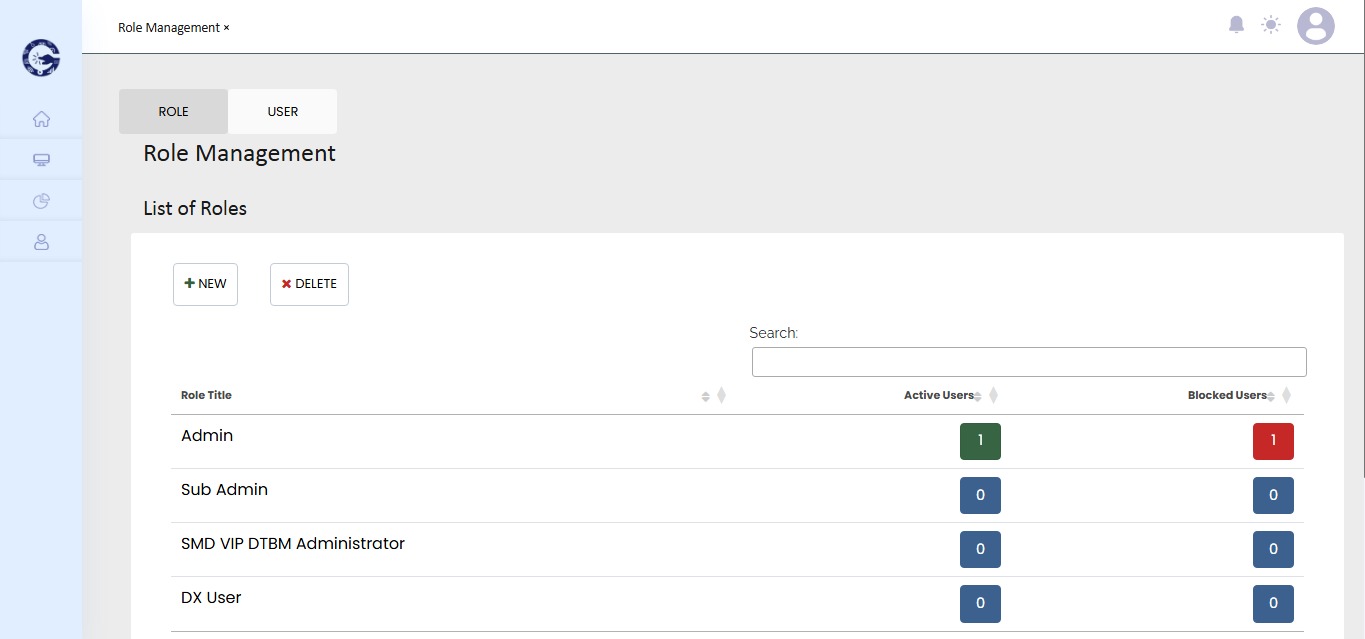 Role Management ×
ROLE USER
Role Management
List of Roles
NEW DELETE
Search:
Role Title Active Users Blocked Users
Admin 1 1
Sub Admin 0 0
SMD VIP DTBM Administrator 0 0
DX User 0 0